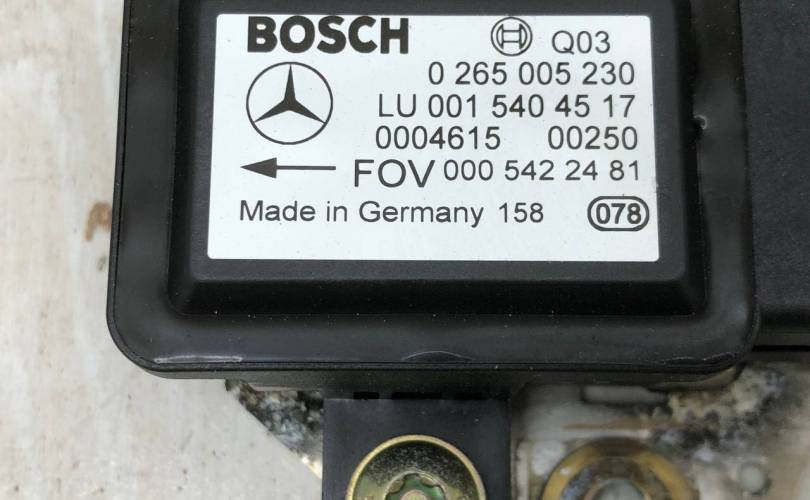 BOSCH Q03
0 265 005 230
LU 001 540 45 17
0004615 00250
FOV 000 542 24 81
Made in Germany 158 078